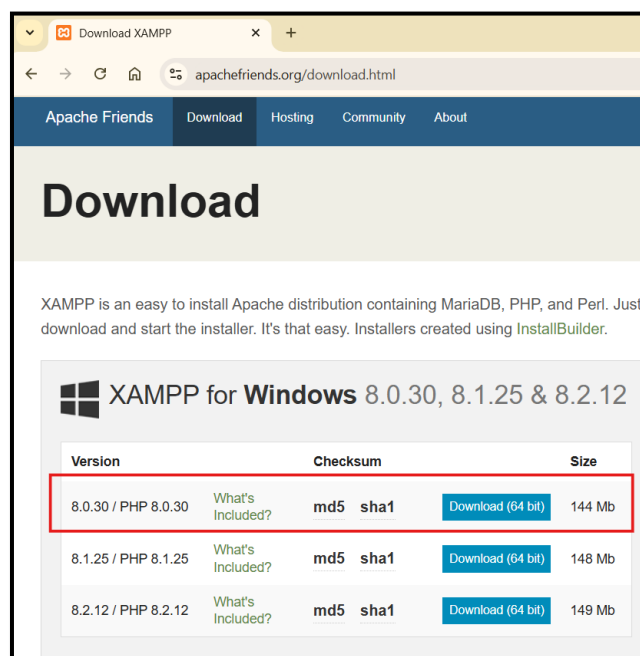 Download XAMPP
apachefriends.org/download.html
Apache Friends Download Hosting Community About
Download
XAMPP is an easy to install Apache distribution containing MariaDB, PHP, and Perl. Just
download and start the installer. It's that easy. Installers created using InstallBuilder.
XAMPP for Windows 8.0.30, 8.1.25 & 8.2.12
Version Checksum Size
8.0.30 / PHP 8.0.30 What's Included? md5 sha1 Download (64 bit) 144 Mb
8.1.25 / PHP 8.1.25 What's Included? md5 sha1 Download (64 bit) 148 Mb
8.2.12 / PHP 8.2.12 What's Included? md5 sha1 Download (64 bit) 149 Mb